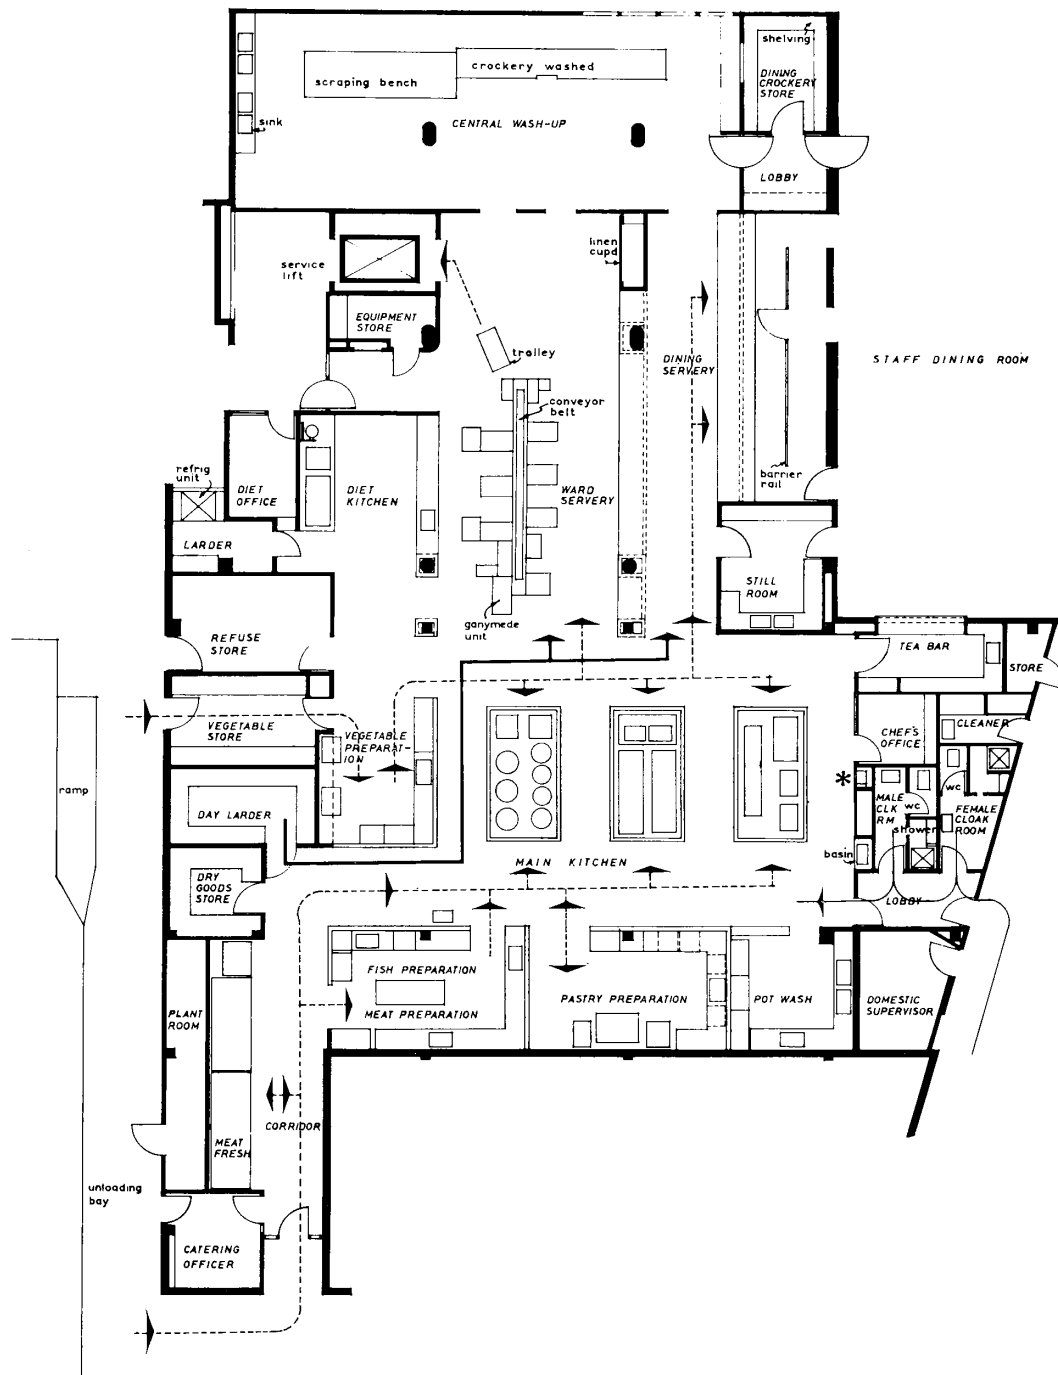 shelving
crockery washed
scraping bench
DINING
CROCKERY
STORE
sink
CENTRAL WASH-UP
LOBBY
linen
cupd
service
lift
EQUIPMENT
STORE
trolley
DINING
SERVERY
STAFF DINING ROOM
conveyor
belt
refrig
unit
DIET
OFFICE
DIET
KITCHEN
WARD
SERVERY
barrier
rail
LARDER
STILL
ROOM
ganymede
unit
REFUSE
STORE
TEA BAR
STORE
VEGETABLE
STORE
VEGETABLE
PREPARAT-
ION
CHEF'S
OFFICE
CLEANER
ramp
DAY LARDER
*
MALE
CLK
RM
WC
WC
FEMALE
CLOAK
ROOM
shower
basin
MAIN KITCHEN
DRY
GOODS
STORE
LOBBY
FISH PREPARATION
MEAT PREPARATION
PASTRY PREPARATION
POT WASH
DOMESTIC
SUPERVISOR
PLANT
ROOM
CORRIDOR
MEAT
FRESH
unloading
bay
CATERING
OFFICER